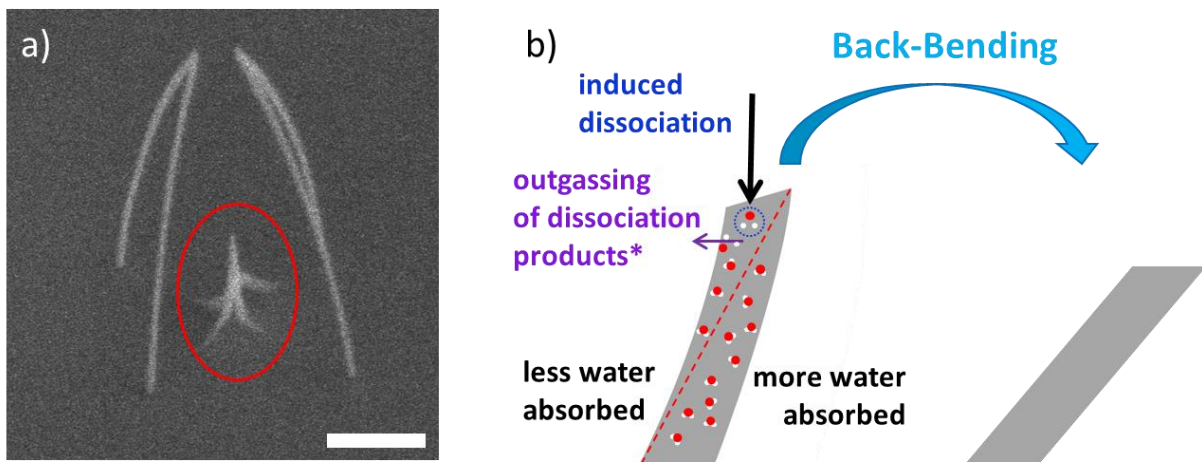 a)
b)
Back-Bending
induced
dissociation
outgassing
of dissociation
products*
less water
absorbed
more water
absorbed